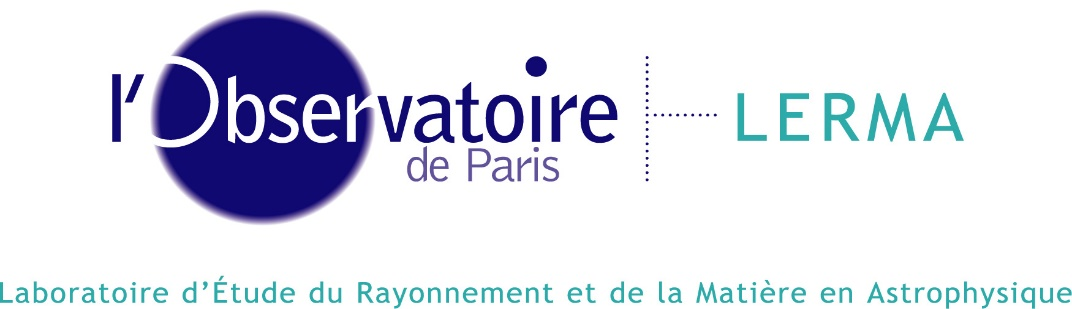 l'Observatoire
de Paris
LERMA
Laboratoire d'Étude du Rayonnement et de la Matière en Astrophysique